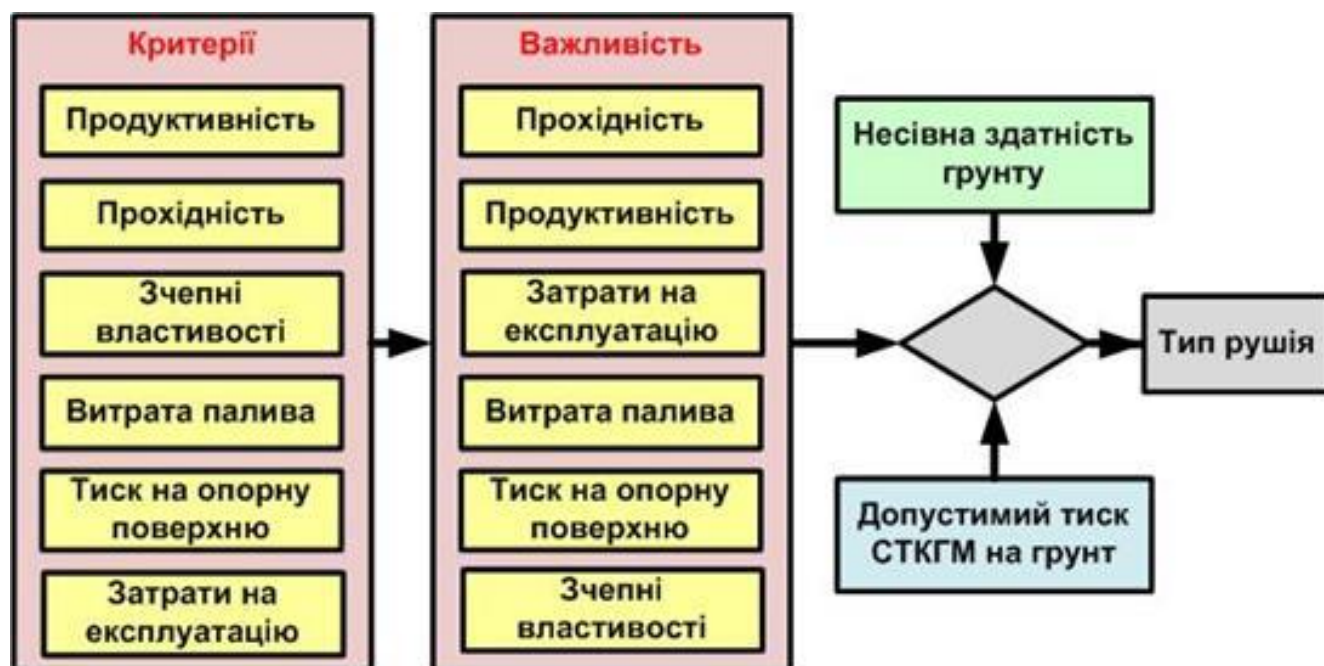 Критерії
Продуктивність
Прохідність
Зчепні
властивості
Витрата палива
Тиск на опорну
поверхню
Затрати на
експлуатацію
Важливість
Прохідність
Продуктивність
Затрати на
експлуатацію
Витрата палива
Тиск на опорну
поверхню
Зчепні
властивості
Несівна здатність
грунту
Допустимий тиск
СТКГМ на грунт
Тип рушія